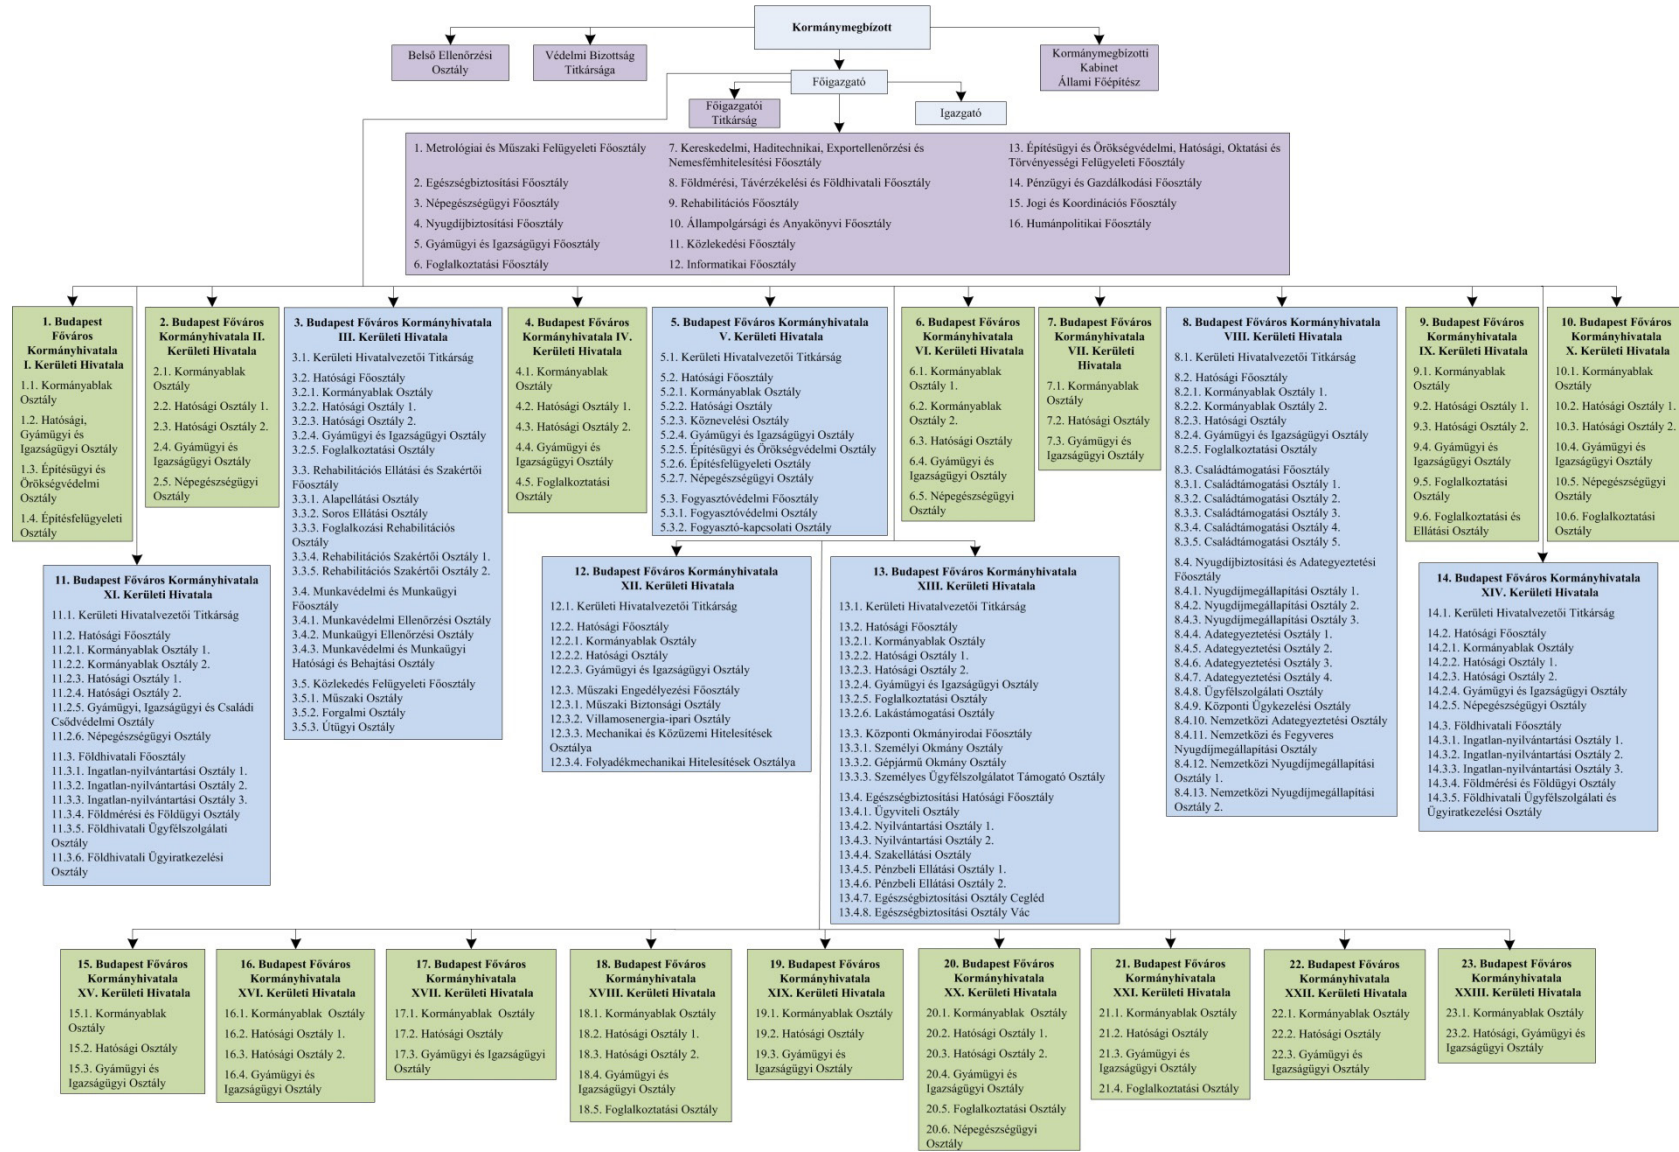 Kormánymegbízott
Belső Ellenőrzési
Osztály
Védelmi Bizottság
Titkársága
Kormánymegbízotti
Kabinet
Állami Főépítész
Főigazgató
Főigazgatói
Titkárság
Igazgató
1. Metrológiai és Műszaki Felügyeleti Főosztály
2. Egészségbiztosítási Főosztály
3. Népegészségügyi Főosztály
4. Nyugdíjbiztosítási Főosztály
5. Gyámügyi és Igazságügyi Főosztály
6. Foglalkoztatási Főosztály
7. Kereskedelmi, Haditechnikai, Exportellenőrzési és
Nemesfémhitelesítési Főosztály
8. Földmérési, Távérzékelési és Földhivatali Főosztály
9. Rehabilitációs Főosztály
10. Állampolgársági és Anyakönyvi Főosztály
11. Közlekedési Főosztály
12. Informatikai Főosztály
13. Építésügyi és Örökségvédelmi, Hatósági, Oktatási és
Törvényességi Felügyeleti Főosztály
14. Pénzügyi és Gazdálkodási Főosztály
15. Jogi és Koordinációs Főosztály
16. Humánpolitikai Főosztály
1. Budapest
Főváros
Kormányhivatala
I. Kerületi Hivatala
1.1. Kormányablak
Osztály
1.2. Hatósági,
Gyámügyi és
Igazságügyi Osztály
1.3. Építésügyi és
Örökségvédelmi
Osztály
1.4. Építésfelügyeleti
Osztály
2. Budapest Főváros
Kormányhivatala II.
Kerületi Hivatala
2.1. Kormányablak
Osztály
2.2. Hatósági Osztály 1.
2.3. Hatósági Osztály 2.
2.4. Gyámügyi és
Igazságügyi Osztály
2.5. Népegészségügyi
Osztály
3. Budapest Főváros Kormányhivatala
III. Kerületi Hivatala
3.1. Kerületi Hivatalvezetői Titkárság
3.2. Hatósági Főosztály
3.2.1. Kormányablak Osztály
3.2.2. Hatósági Osztály 1.
3.2.3. Hatósági Osztály 2.
3.2.4. Gyámügyi és Igazságügyi Osztály
3.2.5. Foglalkoztatási Osztály
3.3. Rehabilitációs Ellátási és Szakértői
Főosztály
3.3.1. Alapellátási Osztály
3.3.2. Soros Ellátási Osztály
3.3.3. Foglalkozási Rehabilitációs
Osztály
3.3.4. Rehabilitációs Szakértői Osztály 1.
3.3.5. Rehabilitációs Szakértői Osztály 2.
3.4. Munkavédelmi és Munkaügyi
Főosztály
3.4.1. Munkavédelmi Ellenőrzési Osztály
3.4.2. Munkaügyi Ellenőrzési Osztály
3.4.3. Munkavédelmi és Munkaügyi
Hatósági és Behajtási Osztály
3.5. Közlekedés Felügyeleti Főosztály
3.5.1. Műszaki Osztály
3.5.2. Forgalmi Osztály
3.5.3. Útügyi Osztály
4. Budapest Főváros
Kormányhivatala IV.
Kerületi Hivatala
4.1. Kormányablak
Osztály
4.2. Hatósági Osztály 1.
4.3. Hatósági Osztály 2.
4.4. Gyámügyi és
Igazságügyi Osztály
4.5. Foglalkoztatási
Osztály
5. Budapest Főváros Kormányhivatala
V. Kerületi Hivatala
5.1. Kerületi Hivatalvezetői Titkárság
5.2. Hatósági Főosztály
5.2.1. Kormányablak Osztály
5.2.2. Hatósági Osztály
5.2.3. Köznevelési Osztály
5.2.4. Gyámügyi és Igazságügyi Osztály
5.2.5. Építésügyi és Örökségvédelmi Osztály
5.2.6. Építésfelügyeleti Osztály
5.2.7. Népegészségügyi Osztály
5.3. Fogyasztóvédelmi Főosztály
5.3.1. Fogyasztóvédelmi Osztály
5.3.2. Fogyasztó-kapcsolati Osztály
6. Budapest Főváros
Kormányhivatala
VI. Kerületi Hivatala
6.1. Kormányablak
Osztály 1.
6.2. Kormányablak
Osztály 2.
6.3. Hatósági Osztály
6.4. Gyámügyi és
Igazságügyi Osztály
6.5. Népegészségügyi
Osztály
7. Budapest Főváros
Kormányhivatala
VII. Kerületi
Hivatala
7.1. Kormányablak
Osztály
7.2. Hatósági Osztály
7.3. Gyámügyi és
Igazságügyi Osztály
8. Budapest Főváros Kormányhivatala
VIII. Kerületi Hivatala
8.1. Kerületi Hivatalvezetői Titkárság
8.2. Hatósági Főosztály
8.2.1. Kormányablak Osztály 1.
8.2.2. Kormányablak Osztály 2.
8.2.3. Hatósági Osztály
8.2.4. Gyámügyi és Igazságügyi Osztály
8.2.5. Foglalkoztatási Osztály
8.3. Családtámogatási Főosztály
8.3.1. Családtámogatási Osztály 1.
8.3.2. Családtámogatási Osztály 2.
8.3.3. Családtámogatási Osztály 3.
8.3.4. Családtámogatási Osztály 4.
8.3.5. Családtámogatási Osztály 5.
8.4. Nyugdíjbiztosítási és Adategyeztetési
Főosztály
8.4.1. Nyugdíjmegállapítási Osztály 1.
8.4.2. Nyugdíjmegállapítási Osztály 2.
8.4.3. Nyugdíjmegállapítási Osztály 3.
8.4.4. Adategyeztetési Osztály 1.
8.4.5. Adategyeztetési Osztály 2.
8.4.6. Adategyeztetési Osztály 3.
8.4.7. Adategyeztetési Osztály 4.
8.4.8. Ügyfélszolgálati Osztály
8.4.9. Központi Ügykezelési Osztály
8.4.10. Nemzetközi Adategyeztetési Osztály
8.4.11. Nemzetközi és Fegyveres
Nyugdíjmegállapítási Osztály
8.4.12. Nemzetközi Nyugdíjmegállapítási
Osztály 1.
8.4.13. Nemzetközi Nyugdíjmegállapítási
Osztály 2.
9. Budapest Főváros
Kormányhivatala
IX. Kerületi Hivatala
9.1. Kormányablak
Osztály
9.2. Hatósági Osztály 1.
9.3. Hatósági Osztály 2.
9.4. Gyámügyi és
Igazságügyi Osztály
9.5. Foglalkoztatási
Osztály
9.6. Foglalkoztatási és
Ellátási Osztály
10. Budapest Főváros
Kormányhivatala
X. Kerületi Hivatala
10.1. Kormányablak
Osztály
10.2. Hatósági Osztály 1.
10.3. Hatósági Osztály 2.
10.4. Gyámügyi és
Igazságügyi Osztály
10.5. Népegészségügyi
Osztály
10.6. Foglalkoztatási
Osztály
11. Budapest Főváros Kormányhivatala
XI. Kerületi Hivatala
11.1. Kerületi Hivatalvezetői Titkárság
11.2. Hatósági Főosztály
11.2.1. Kormányablak Osztály 1.
11.2.2. Kormányablak Osztály 2.
11.2.3. Hatósági Osztály 1.
11.2.4. Hatósági Osztály 2.
11.2.5. Gyámügyi, Igazságügyi és Családi
Csődvédelmi Osztály
11.2.6. Népegészségügyi Osztály
11.3. Földhivatali Főosztály
11.3.1. Ingatlan-nyilvántartási Osztály 1.
11.3.2. Ingatlan-nyilvántartási Osztály 2.
11.3.3. Ingatlan-nyilvántartási Osztály 3.
11.3.4. Földmérési és Földügyi Osztály
11.3.5. Földhivatali Ügyfélszolgálati
Osztály
11.3.6. Földhivatali Ügyiratkezelési
Osztály
12. Budapest Főváros Kormányhivatala
XII. Kerületi Hivatala
12.1. Kerületi Hivatalvezetői Titkárság
12.2. Hatósági Főosztály
12.2.1. Kormányablak Osztály
12.2.2. Hatósági Osztály
12.2.3. Gyámügyi és Igazságügyi Osztály
12.3. Műszaki Engedélyezési Főosztály
12.3.1. Műszaki Biztonsági Osztály
12.3.2. Villamosenergia-ipari Osztály
12.3.3. Mechanikai és Közüzemi Hitelesítések
Osztálya
12.3.4. Folyadékmechanikai Hitelesítések Osztálya
13. Budapest Főváros Kormányhivatala
XIII. Kerületi Hivatala
13.1. Kerületi Hivatalvezetői Titkárság
13.2. Hatósági Főosztály
13.2.1. Kormányablak Osztály
13.2.2. Hatósági Osztály 1.
13.2.3. Hatósági Osztály 2.
13.2.4. Gyámügyi és Igazságügyi Osztály
13.2.5. Foglalkoztatási Osztály
13.2.6. Lakástámogatási Osztály
13.3. Központi Okmányirodai Főosztály
13.3.1. Személyi Okmány Osztály
13.3.2. Gépjármű Okmány Osztály
13.3.3. Személyes Ügyfélszolgálatot Támogató Osztály
13.4. Egészségbiztosítási Hatósági Főosztály
13.4.1. Ügyviteli Osztály
13.4.2. Nyilvántartási Osztály 1.
13.4.3. Nyilvántartási Osztály 2.
13.4.4. Szakellátási Osztály
13.4.5. Pénzbeli Ellátási Osztály 1.
13.4.6. Pénzbeli Ellátási Osztály 2.
13.4.7. Egészségbiztosítási Osztály Cegléd
13.4.8. Egészségbiztosítási Osztály Vác
14. Budapest Főváros Kormányhivatala
XIV. Kerületi Hivatala
14.1. Kerületi Hivatalvezetői Titkárság
14.2. Hatósági Főosztály
14.2.1. Kormányablak Osztály
14.2.2. Hatósági Osztály 1.
14.2.3. Hatósági Osztály 2.
14.2.4. Gyámügyi és Igazságügyi Osztály
14.2.5. Népegészségügyi Osztály
14.3. Földhivatali Főosztály
14.3.1. Ingatlan-nyilvántartási Osztály 1.
14.3.2. Ingatlan-nyilvántartási Osztály 2.
14.3.3. Ingatlan-nyilvántartási Osztály 3.
14.3.4. Földmérési és Földügyi Osztály
14.3.5. Földhivatali Ügyfélszolgálati és
Ügyiratkezelési Osztály
15. Budapest Főváros
Kormányhivatala
XV. Kerületi Hivatala
15.1. Kormányablak
Osztály
15.2. Hatósági Osztály
15.3. Gyámügyi és
Igazságügyi Osztály
16. Budapest Főváros
Kormányhivatala
XVI. Kerületi Hivatala
16.1. Kormányablak Osztály
16.2. Hatósági Osztály 1.
16.3. Hatósági Osztály 2.
16.4. Gyámügyi és
Igazságügyi Osztály
17. Budapest Főváros
Kormányhivatala
XVII. Kerületi Hivatala
17.1. Kormányablak Osztály
17.2. Hatósági Osztály
17.3. Gyámügyi és Igazságügyi
Osztály
18. Budapest Főváros
Kormányhivatala
XVIII. Kerületi Hivatala
18.1. Kormányablak Osztály
18.2. Hatósági Osztály 1.
18.3. Hatósági Osztály 2.
18.4. Gyámügyi és
Igazságügyi Osztály
18.5. Foglalkoztatási Osztály
19. Budapest Főváros
Kormányhivatala
XIX. Kerületi Hivatala
19.1. Kormányablak Osztály
19.2. Hatósági Osztály
19.3. Gyámügyi és
Igazságügyi Osztály
20. Budapest Főváros
Kormányhivatala
XX. Kerületi Hivatala
20.1. Kormányablak Osztály
20.2. Hatósági Osztály 1.
20.3. Hatósági Osztály 2.
20.4. Gyámügyi és
Igazságügyi Osztály
20.5. Foglalkoztatási Osztály
20.6. Népegészségügyi
Osztály
21. Budapest Főváros
Kormányhivatala
XXI. Kerületi Hivatala
21.1. Kormányablak Osztály
21.2. Hatósági Osztály
21.3. Gyámügyi és
Igazságügyi Osztály
21.4. Foglalkoztatási Osztály
22. Budapest Főváros
Kormányhivatala
XXII. Kerületi Hivatala
22.1. Kormányablak Osztály
22.2. Hatósági Osztály
22.3. Gyámügyi és
Igazságügyi Osztály
23. Budapest Főváros
Kormányhivatala
XXIII. Kerületi Hivatala
23.1. Kormányablak Osztály
23.2. Hatósági, Gyámügyi és
Igazságügyi Osztály